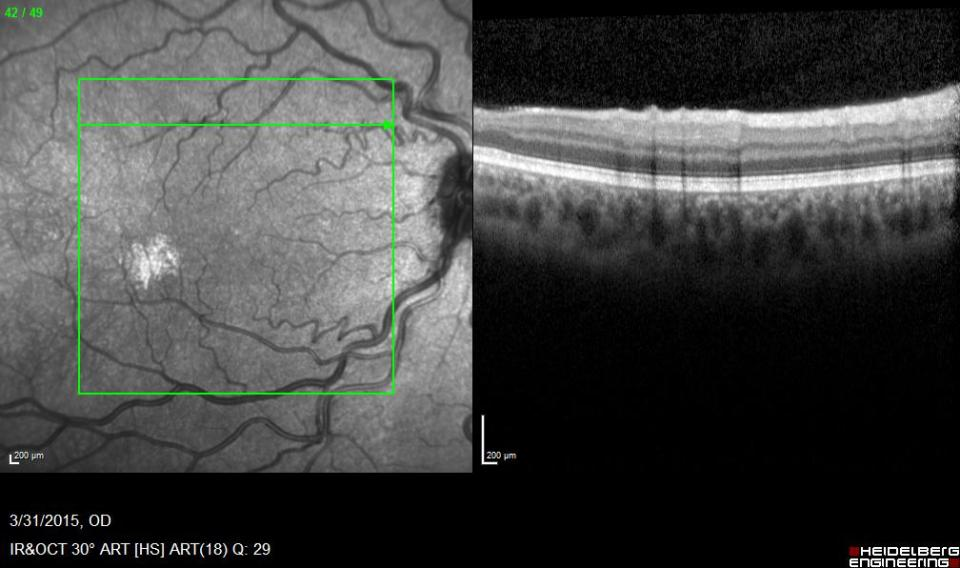 42 / 49
200 µm
200 µm
3/31/2015, OD
IR&OCT 30° ART [HS] ART(18) Q: 29
HEIDELBERG
ENGINEERING